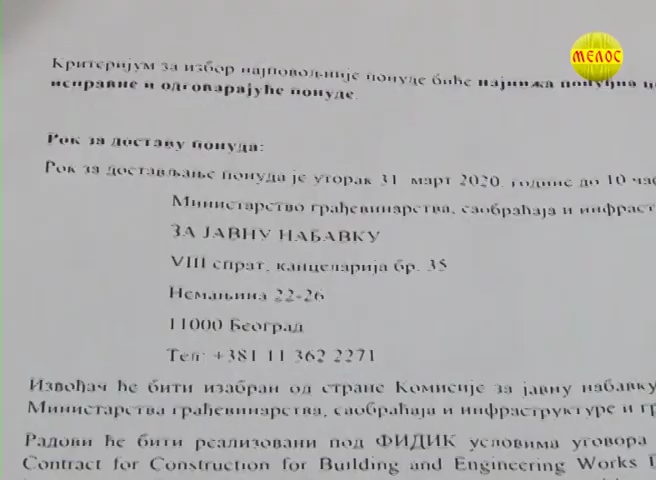 МЕЛОС
Критеријум за избор најповољније понуде биће најнижа понуђена
исправне и одговарајуће понуде.
Рок за доставу понуда:
Рок за достављање понуда је уторак 31. март 2020. године до 10
Министарство грађевинарства, саобраћаја и
ЗА ЈАВНУ НАБАВКУ
VIII спрат, канцеларија бр. 35
Немањина 22-26
11000 Београд
Тел: +381 11 362 2271
Извођач ће бити изабран од стране Комисије за јавну набавку
Министарства грађевинарства, саобраћаја и инфраструктуре и
Радови ће бити реализовани под ФИДИК условима уговора
Contract for Construction for Building and Engineering Works